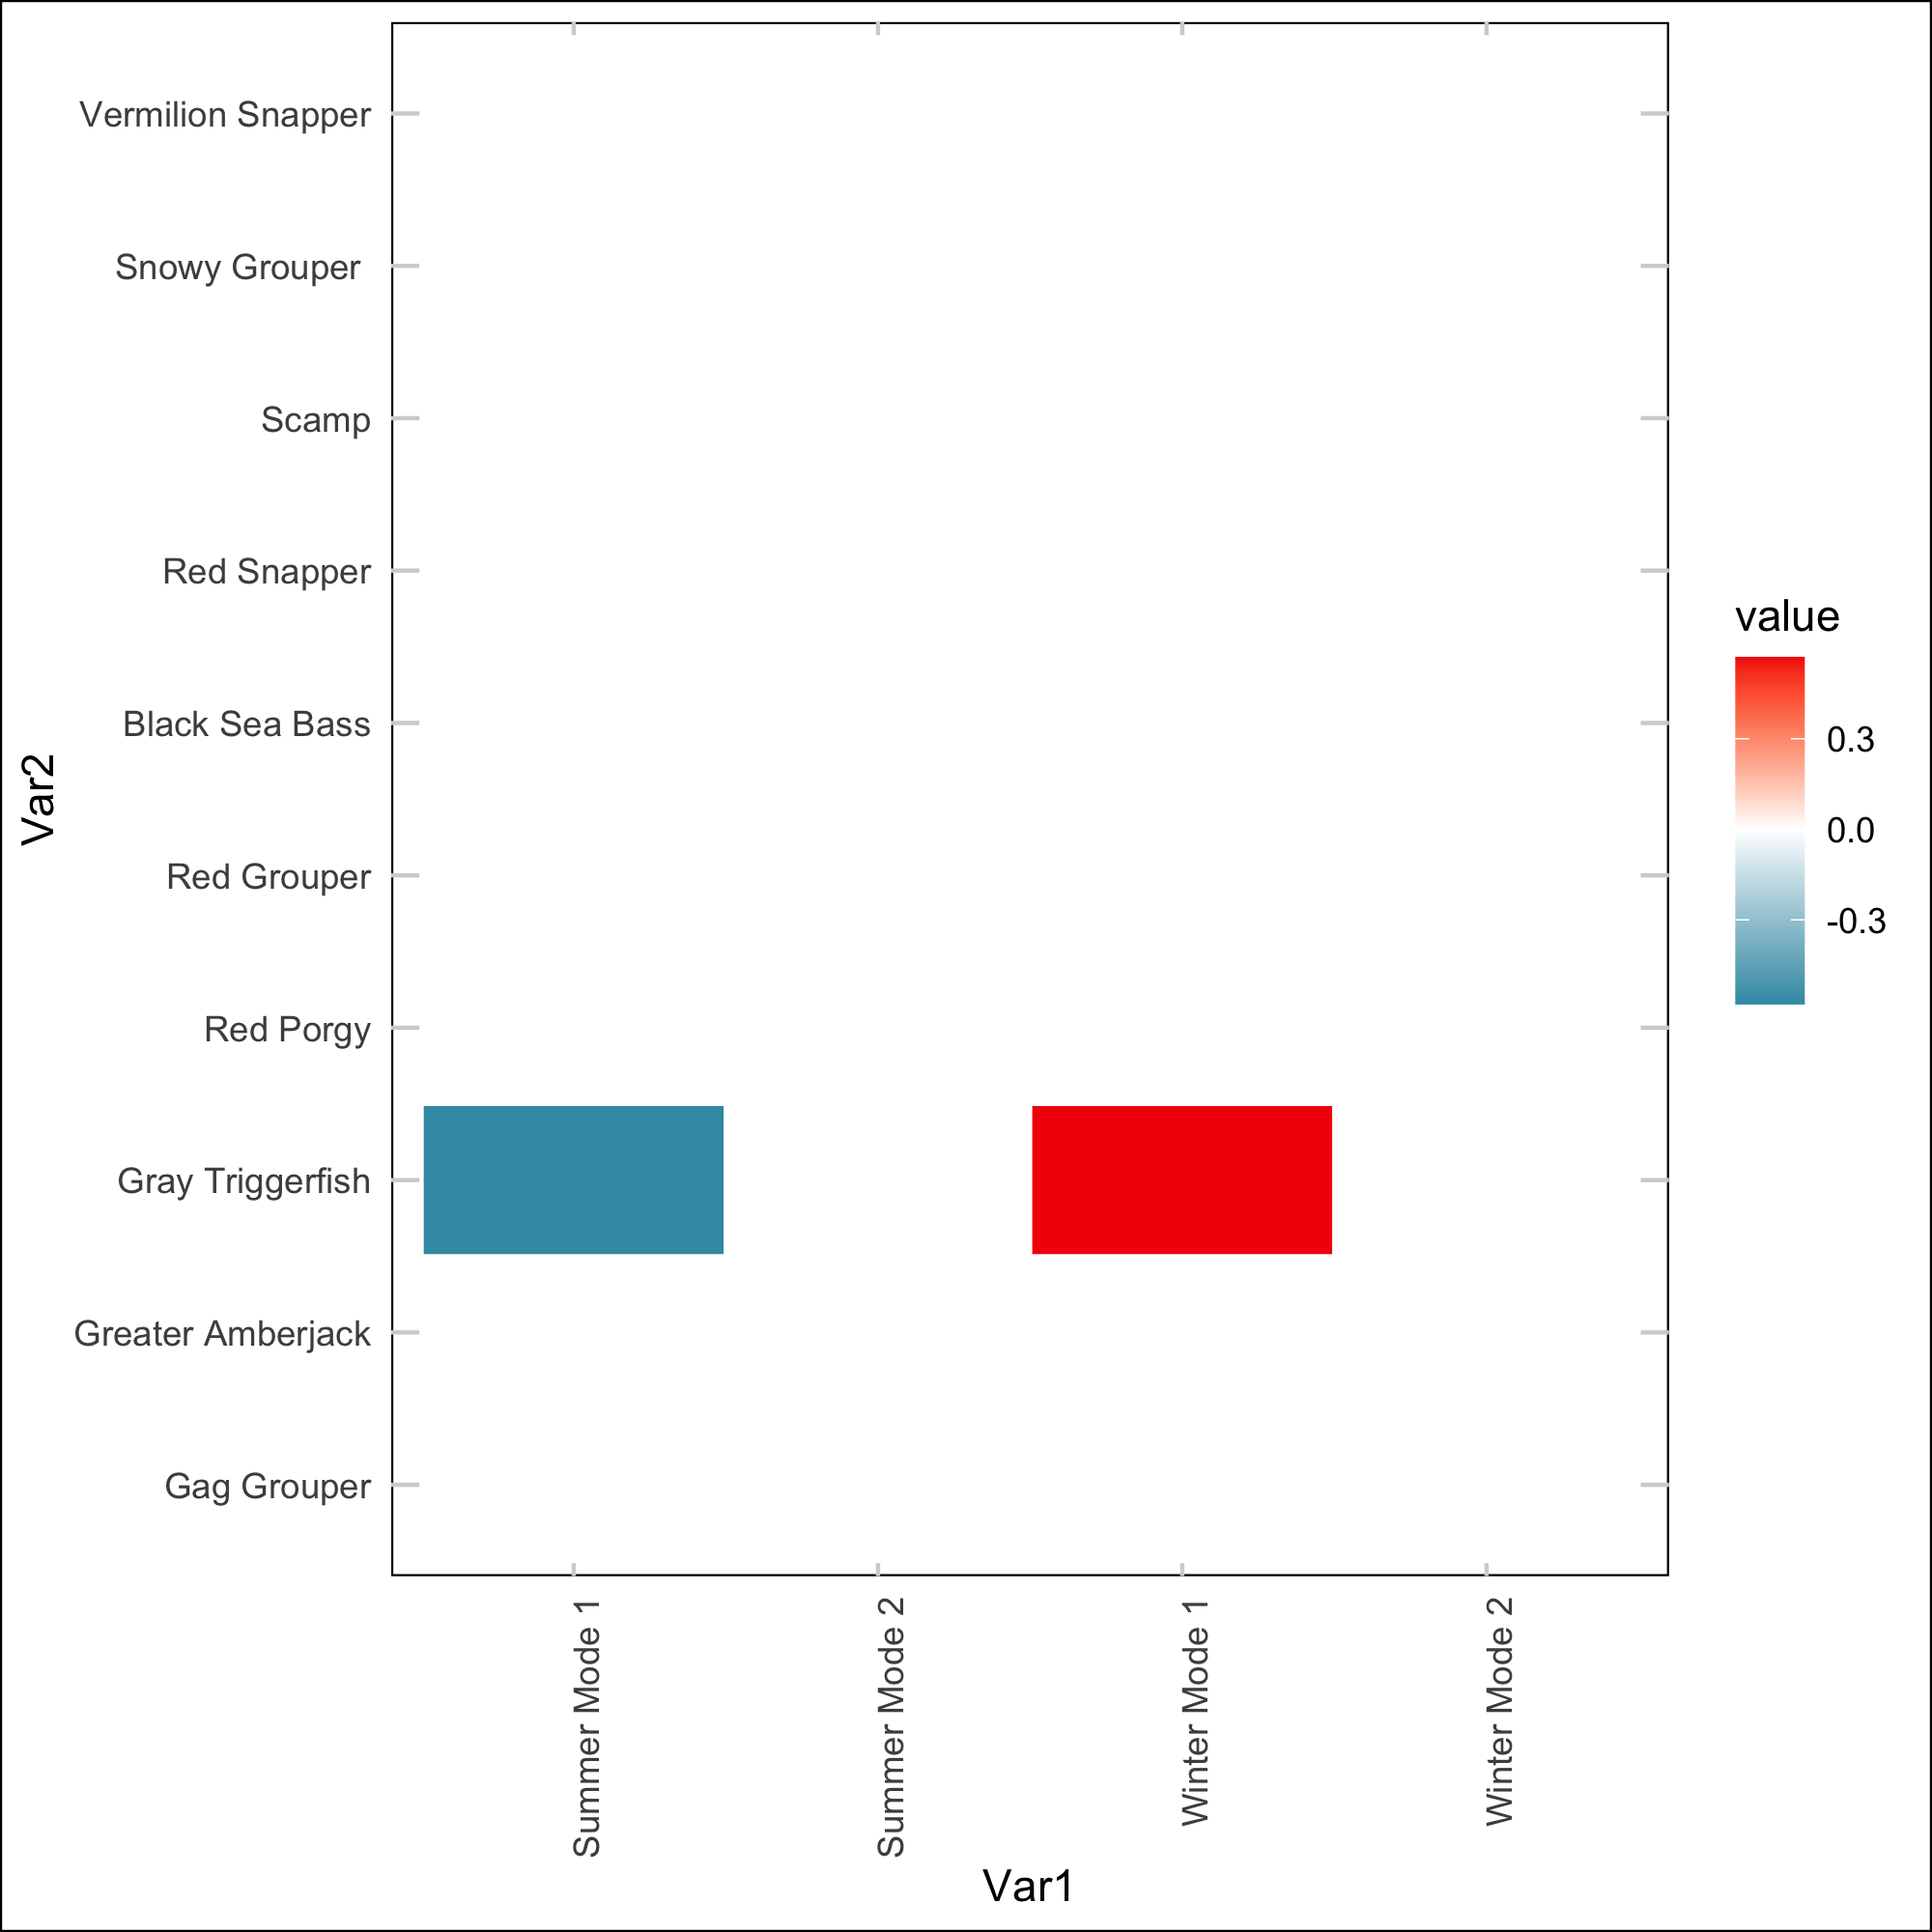 Vermilion Snapper
Snowy Grouper
Scamp
Red Snapper
Black Sea Bass
Red Grouper
Red Porgy
Gray Triggerfish
Greater Amberjack
Gag Grouper
Var2
Summer Mode 1
Summer Mode 2
Winter Mode 1
Winter Mode 2
Var1
value
0.3
0.0
-0.3